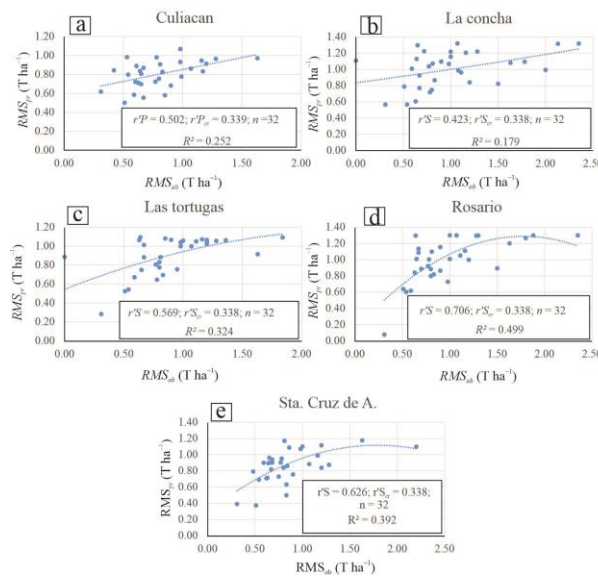 a
Culiacan
RMSpr (T ha⁻¹)
1.20
1.00
0.80
0.60
0.40
0.20
0.00
r'P = 0.502; r'Pcr = 0.339; n =32
R² = 0.252
0.00 0.50 1.00 1.50 2.00
RMSob (T ha⁻¹)
b
La concha
RMSpr (T ha⁻¹)
1.40
1.20
1.00
0.80
0.60
0.40
0.20
0.00
r'S = 0.423; r'Scr = 0.338; n = 32
R² = 0.179
0.00 0.50 1.00 1.50 2.00 2.50
RMSob (T ha⁻¹)
c
Las tortugas
RMSpr (T ha⁻¹)
1.20
1.00
0.80
0.60
0.40
0.20
0.00
r'S = 0.569; r'Scr = 0.338; n = 32
R² = 0.324
0.00 0.50 1.00 1.50 2.00
RMSob (T ha⁻¹)
d
Rosario
RMSpr (T ha⁻¹)
1.40
1.20
1.00
0.80
0.60
0.40
0.20
0.00
r'S = 0.706; r'Scr = 0.338; n = 32
R² = 0.499
0.00 0.50 1.00 1.50 2.00 2.50
RMSob (T ha⁻¹)
e
Sta. Cruz de A.
RMSpr (T ha⁻¹)
1.40
1.20
1.00
0.80
0.60
0.40
0.20
0.00
r'S = 0.626; r'Scr = 0.338;
n = 32
R² = 0.392
0.00 0.50 1.00 1.50 2.00 2.50
RMSob (T ha⁻¹)